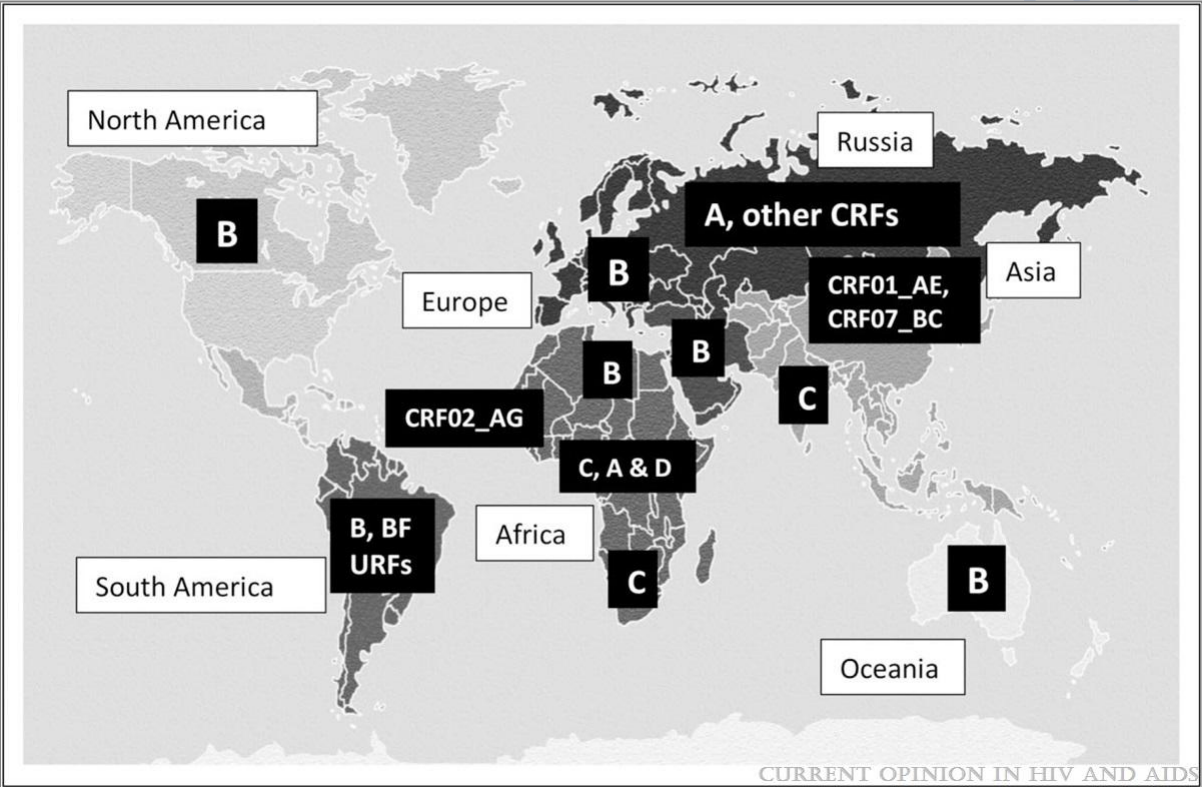 North America
Russia
B
A, other CRFs
B
Asia
Europe
CRF01_AE,
CRF07_BC
B
B
C
CRF02_AG
C, A & D
B, BF
URFs
Africa
South America
C
B
Oceania
CURRENT OPINION IN HIV AND AIDS